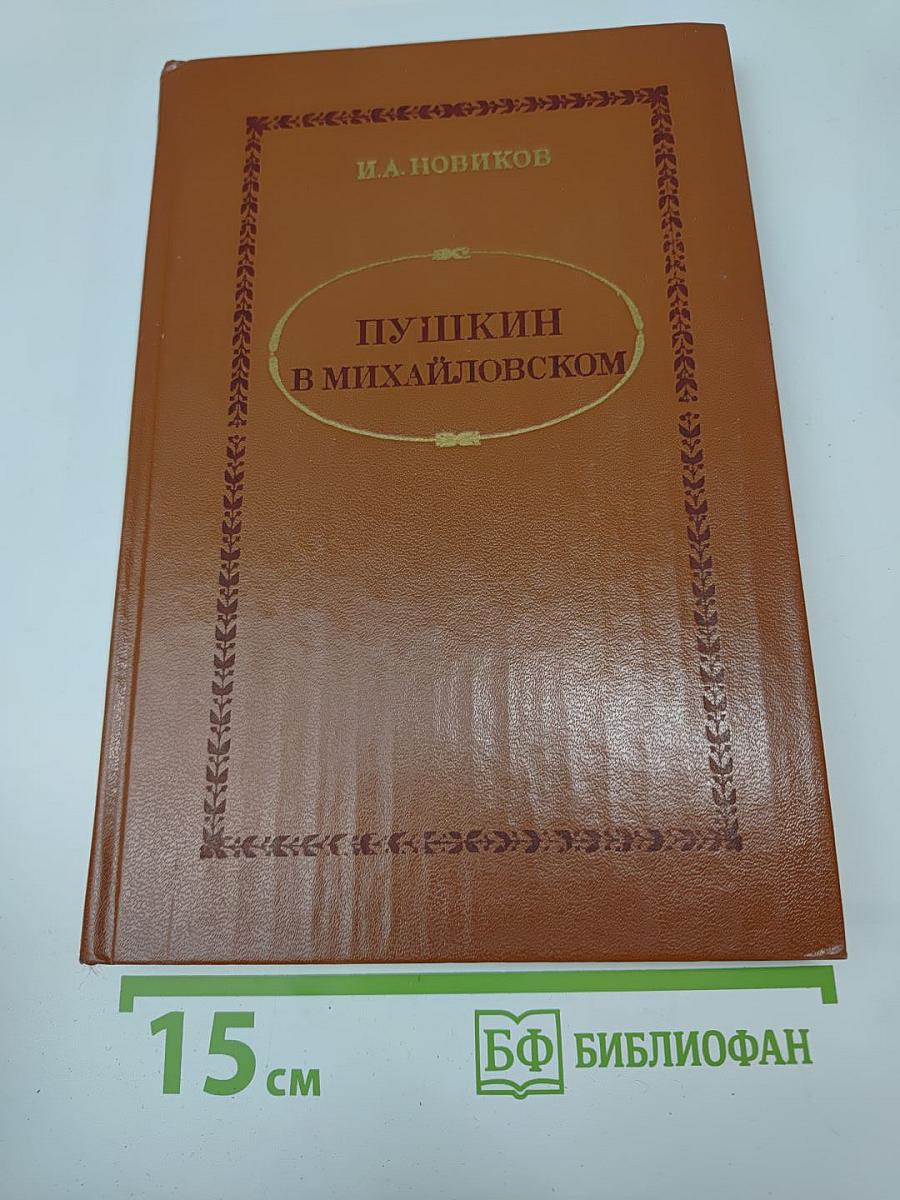 И.А. НОВИКОВ
ПУШКИН
В МИХАЙЛОВСКОМ
15 см
БФ БИБЛИОФАН